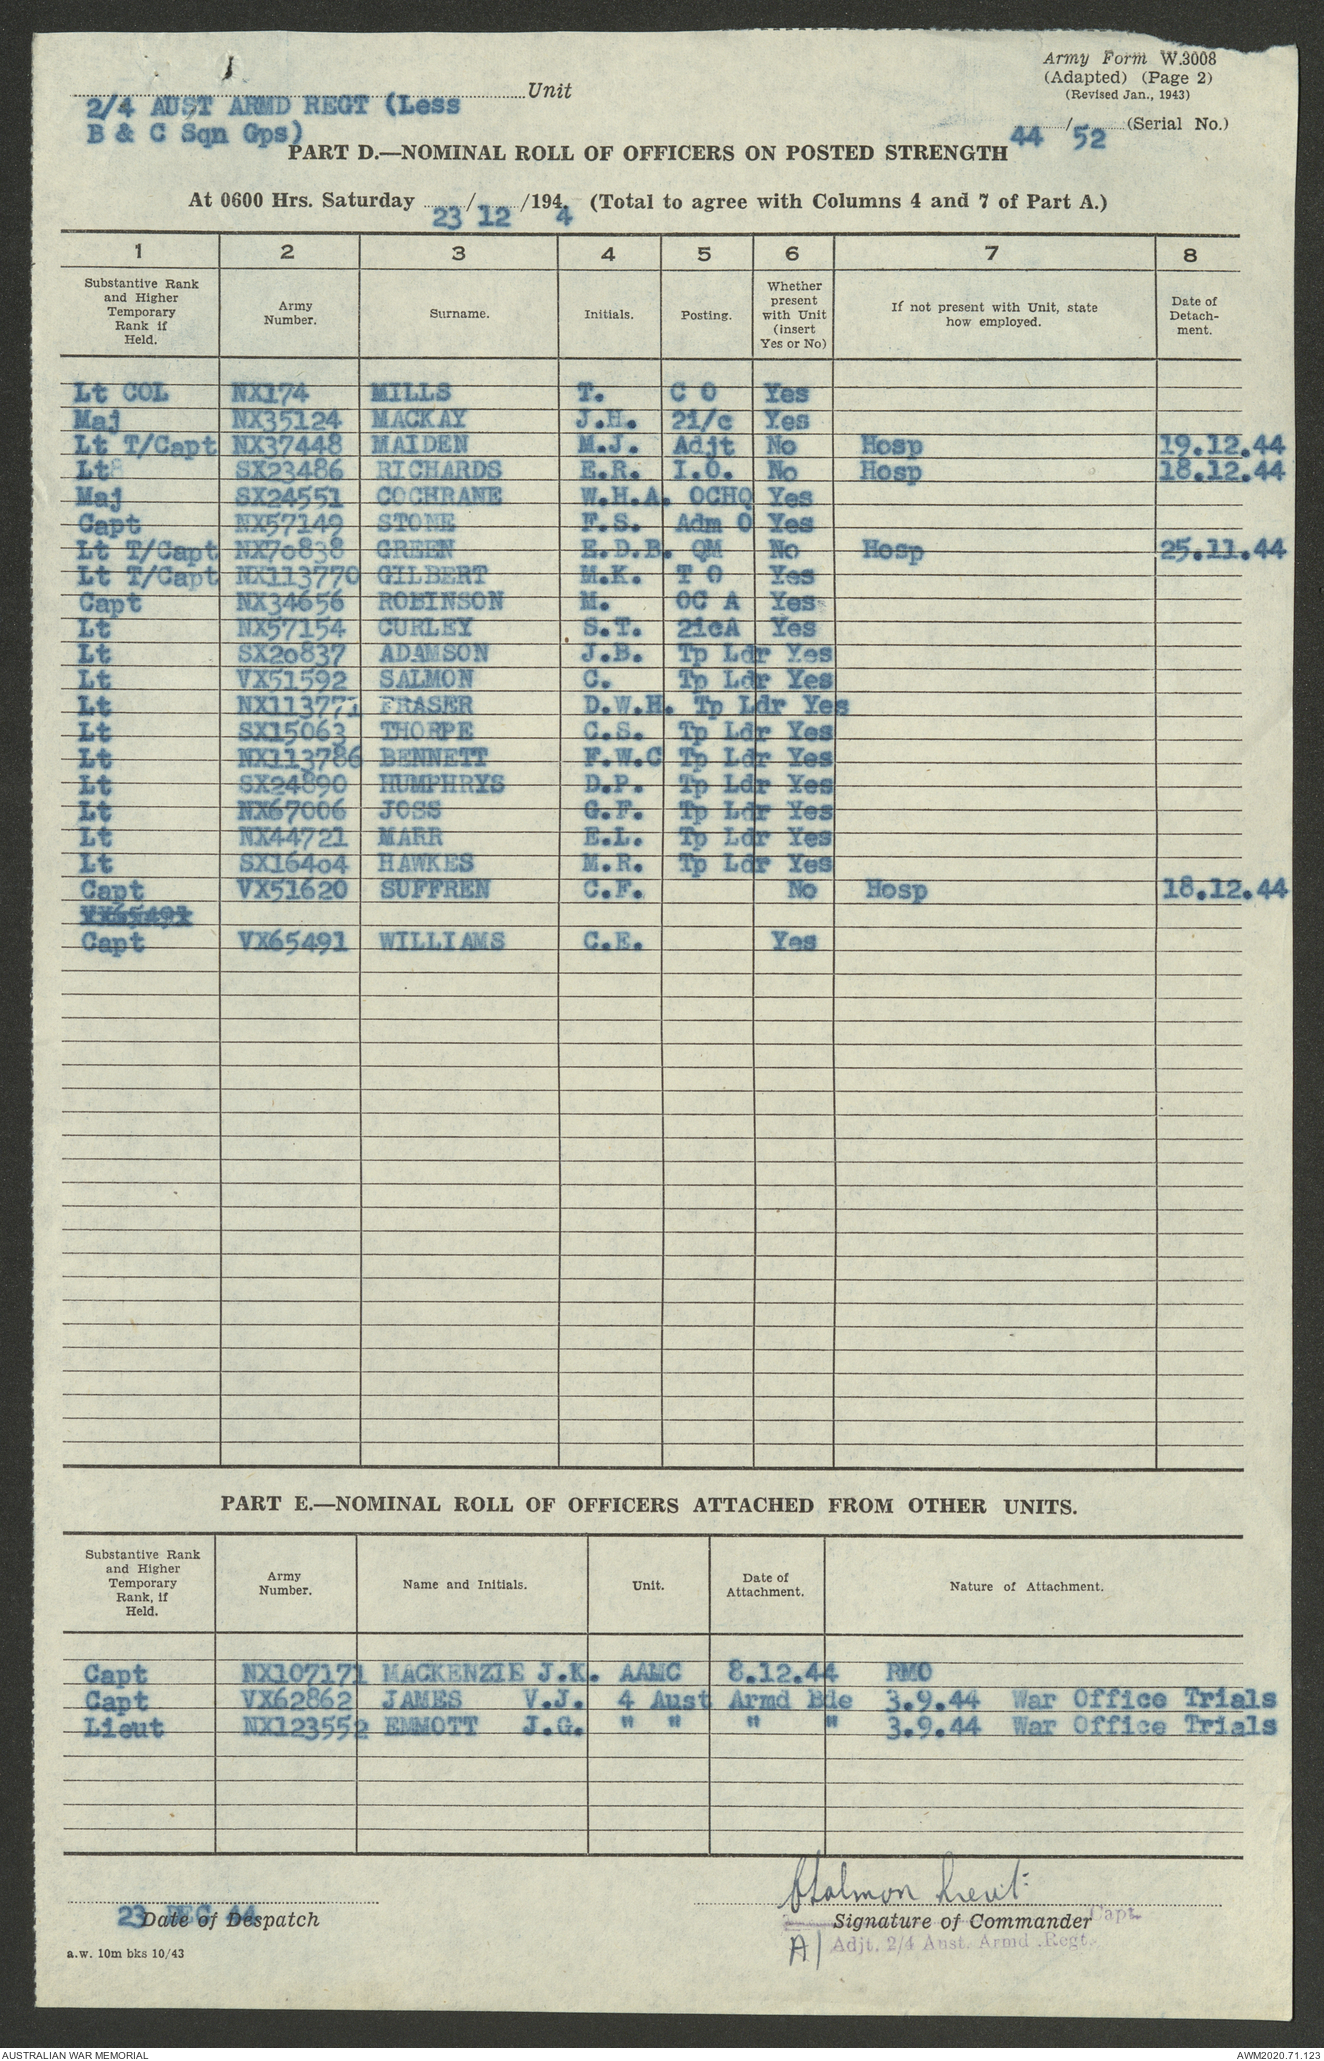 Army Form W.3008
(Adapted) (Page 2)
(Revised Jan., 1943)
1
Unit
2/4 AUST ARMD REGT (Less
B & C Sqn Gps)
44 / 52 (Serial No.)
PART D.—NOMINAL ROLL OF OFFICERS ON POSTED STRENGTH
At 0600 Hrs. Saturday 23 / 12 /194 4. (Total to agree with Columns 4 and 7 of Part A.)
1 2 3 4 5 6 7 8
Substantive Rank and Higher Temporary Rank if Held. Army Number. Surname. Initials. Posting. Whether present with Unit (insert Yes or No) If not present with Unit, state how employed. Date of Detach-ment.
Lt COL NX174 MILLS T. C O Yes
Maj NX35124 MACKAY J.H. 2i/c Yes
Lt T/Capt NX37448 MAIDEN M.J. Adjt No Hosp 19.12.44
Lt SX23486 RICHARDS E.R. I.O. No Hosp 18.12.44
Maj SX24551 COCHRANE W.H.A. OCHQ Yes
Capt NX57149 STONE F.S. Adm O Yes
Lt T/Capt NX70838 GREEN E.D.B. QM No Hosp 25.11.44
Lt T/Capt NX113770 GILBERT M.K. T O Yes
Capt NX34656 ROBINSON M. OC A Yes
Lt NX57154 CURLEY S.T. 2icA Yes
Lt SX20837 ADAMSON J.B. Tp Ldr Yes
Lt VX51592 SALMON C. Tp Ldr Yes
Lt NX113771 FRASER D.W.H. Tp Ldr Yes
Lt SX15063 THORPE C.S. Tp Ldr Yes
Lt NX113786 BENNETT F.W.C Tp Ldr Yes
Lt SX24890 HUMPHRYS D.P. Tp Ldr Yes
Lt NX67006 JOSS G.F. Tp Ldr Yes
Lt NX44721 MARR E.L. Tp Ldr Yes
Lt SX16404 HAWKES M.R. Tp Ldr Yes
Capt VX51620 SUFFREN C.F. No Hosp 18.12.44
VX65491
Capt VX65491 WILLIAMS C.E. Yes
PART E.—NOMINAL ROLL OF OFFICERS ATTACHED FROM OTHER UNITS.
Substantive Rank and Higher Temporary Rank, if Held. Army Number. Name and Initials. Unit. Date of Attachment. Nature of Attachment.
Capt NX107171 MACKENZIE J.K. AAMC 8.12.44 RMO
Capt VX62862 JAMES V.J. 4 Aust Armd Bde 3.9.44 War Office Trials
Lieut NX123552 EMMOTT J.G. " " " " 3.9.44 War Office Trials
CSalmon Lieut:
23 DEC 44
Date of Despatch
Signature of Commander
Capt.
A/ Adjt. 2/4 Aust. Armd. Regt.
a.w. 10m bks 10/43
AUSTRALIAN WAR MEMORIAL
AWM2020.71.123